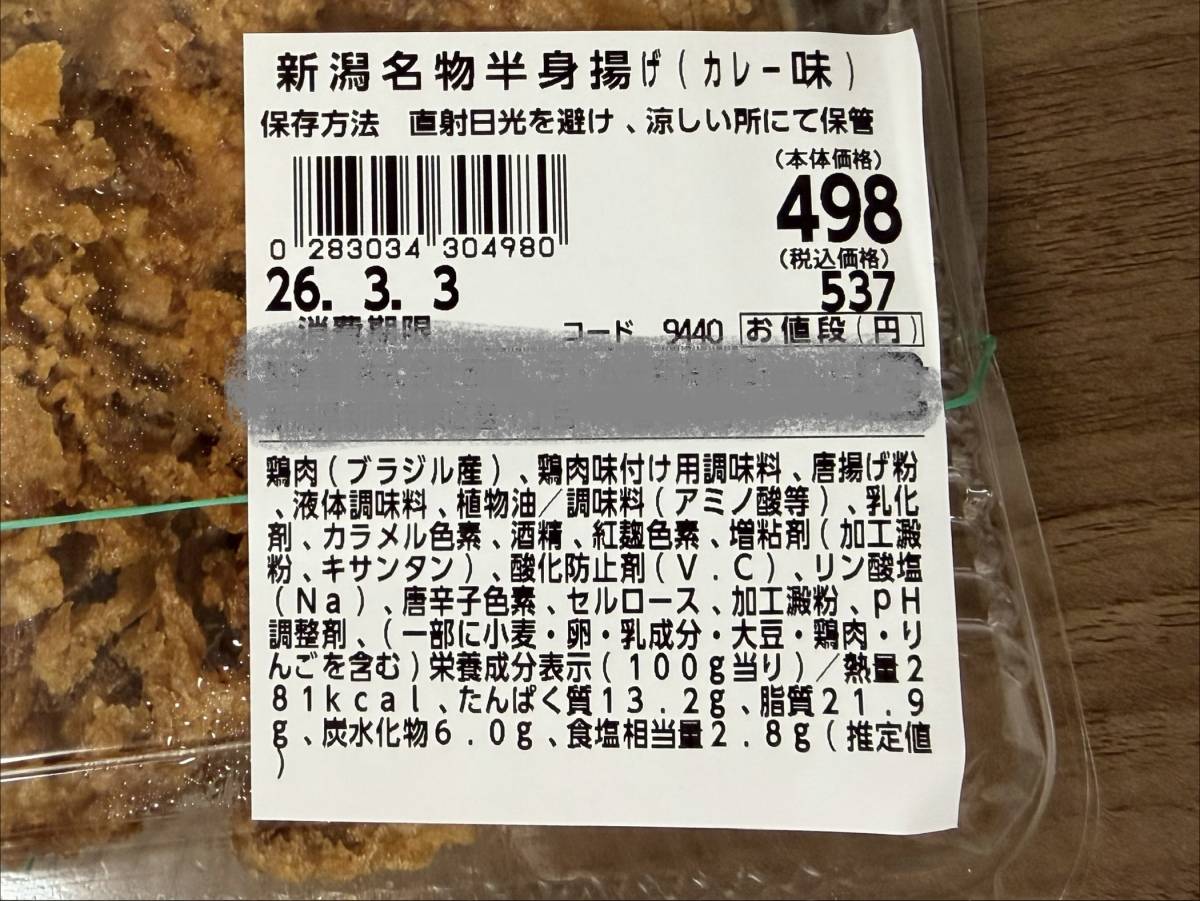 新潟名物半身揚げ(カレー味)
保存方法 直射日光を避け、涼しい所にて保管
(本体価格)
498
0 283034 304980
(税込価格)
26. 3. 3
537
消費期限 コード 9440 お値段(円)
鶏肉(ブラジル産)、鶏肉味付け用調味料、唐揚げ粉
、液体調味料、植物油/調味料(アミノ酸等)、乳化
剤、カラメル色素、酒精、紅麹色素、増粘剤(加工澱
粉、キサンタン)、酸化防止剤(V.C)、リン酸塩
(Na)、唐辛子色素、セルロース、加工澱粉、pH
調整剤、(一部に小麦・卵・乳成分・大豆・鶏肉・り
んごを含む)栄養成分表示(100g当り)/熱量2
81kcal、たんぱく質13.2g、脂質21.9
g、炭水化物6.0g、食塩相当量2.8g(推定値
)